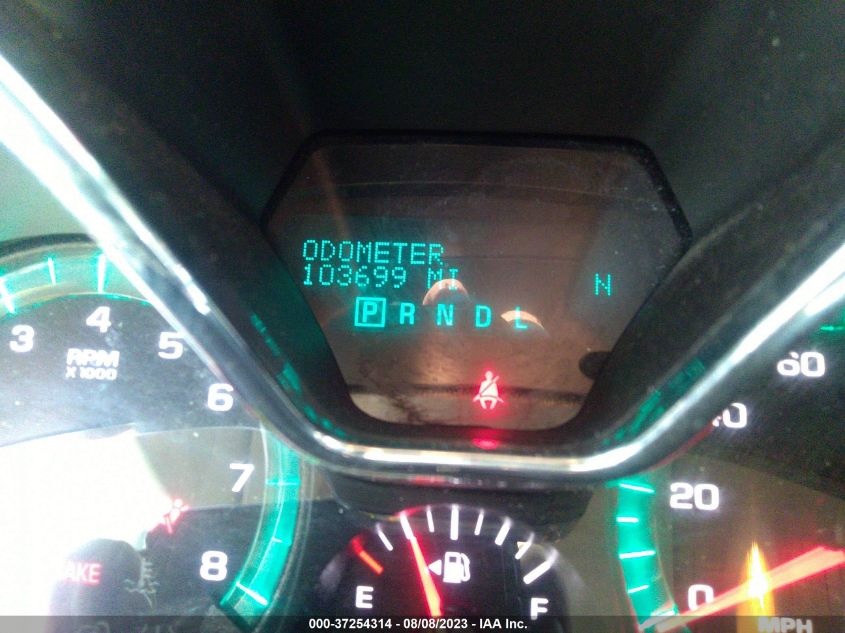 ODOMETER
103699 MI
N
P R N D L
3
4
5
6
7
8
RPM
X 1000
E
F
0
20
60
MPH
000-37254314 - 08/08/2023 - IAA Inc.